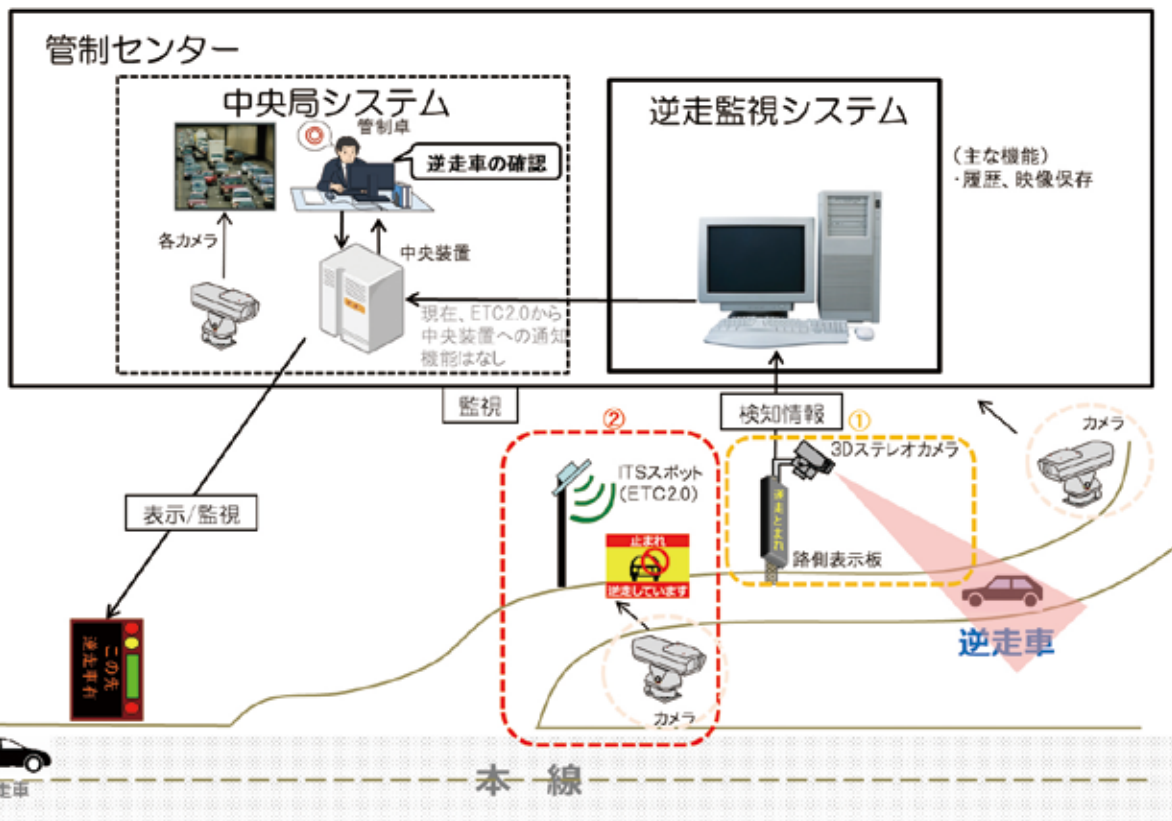 管制センター
中央局システム
管制卓
逆走車の確認
各カメラ
中央装置
現在、ETC2.0から
中央装置への通知
機能はなし
逆走監視システム
(主な機能)
・履歴、映像保存
監視
検知情報
表示/監視
②
ITSスポット
(ETC2.0)
止まれ
逆走しています
カメラ
①
3Dステレオカメラ
逆走とまれ
路側表示板
カメラ
逆走車
この先
逆走車有
走車
本 線